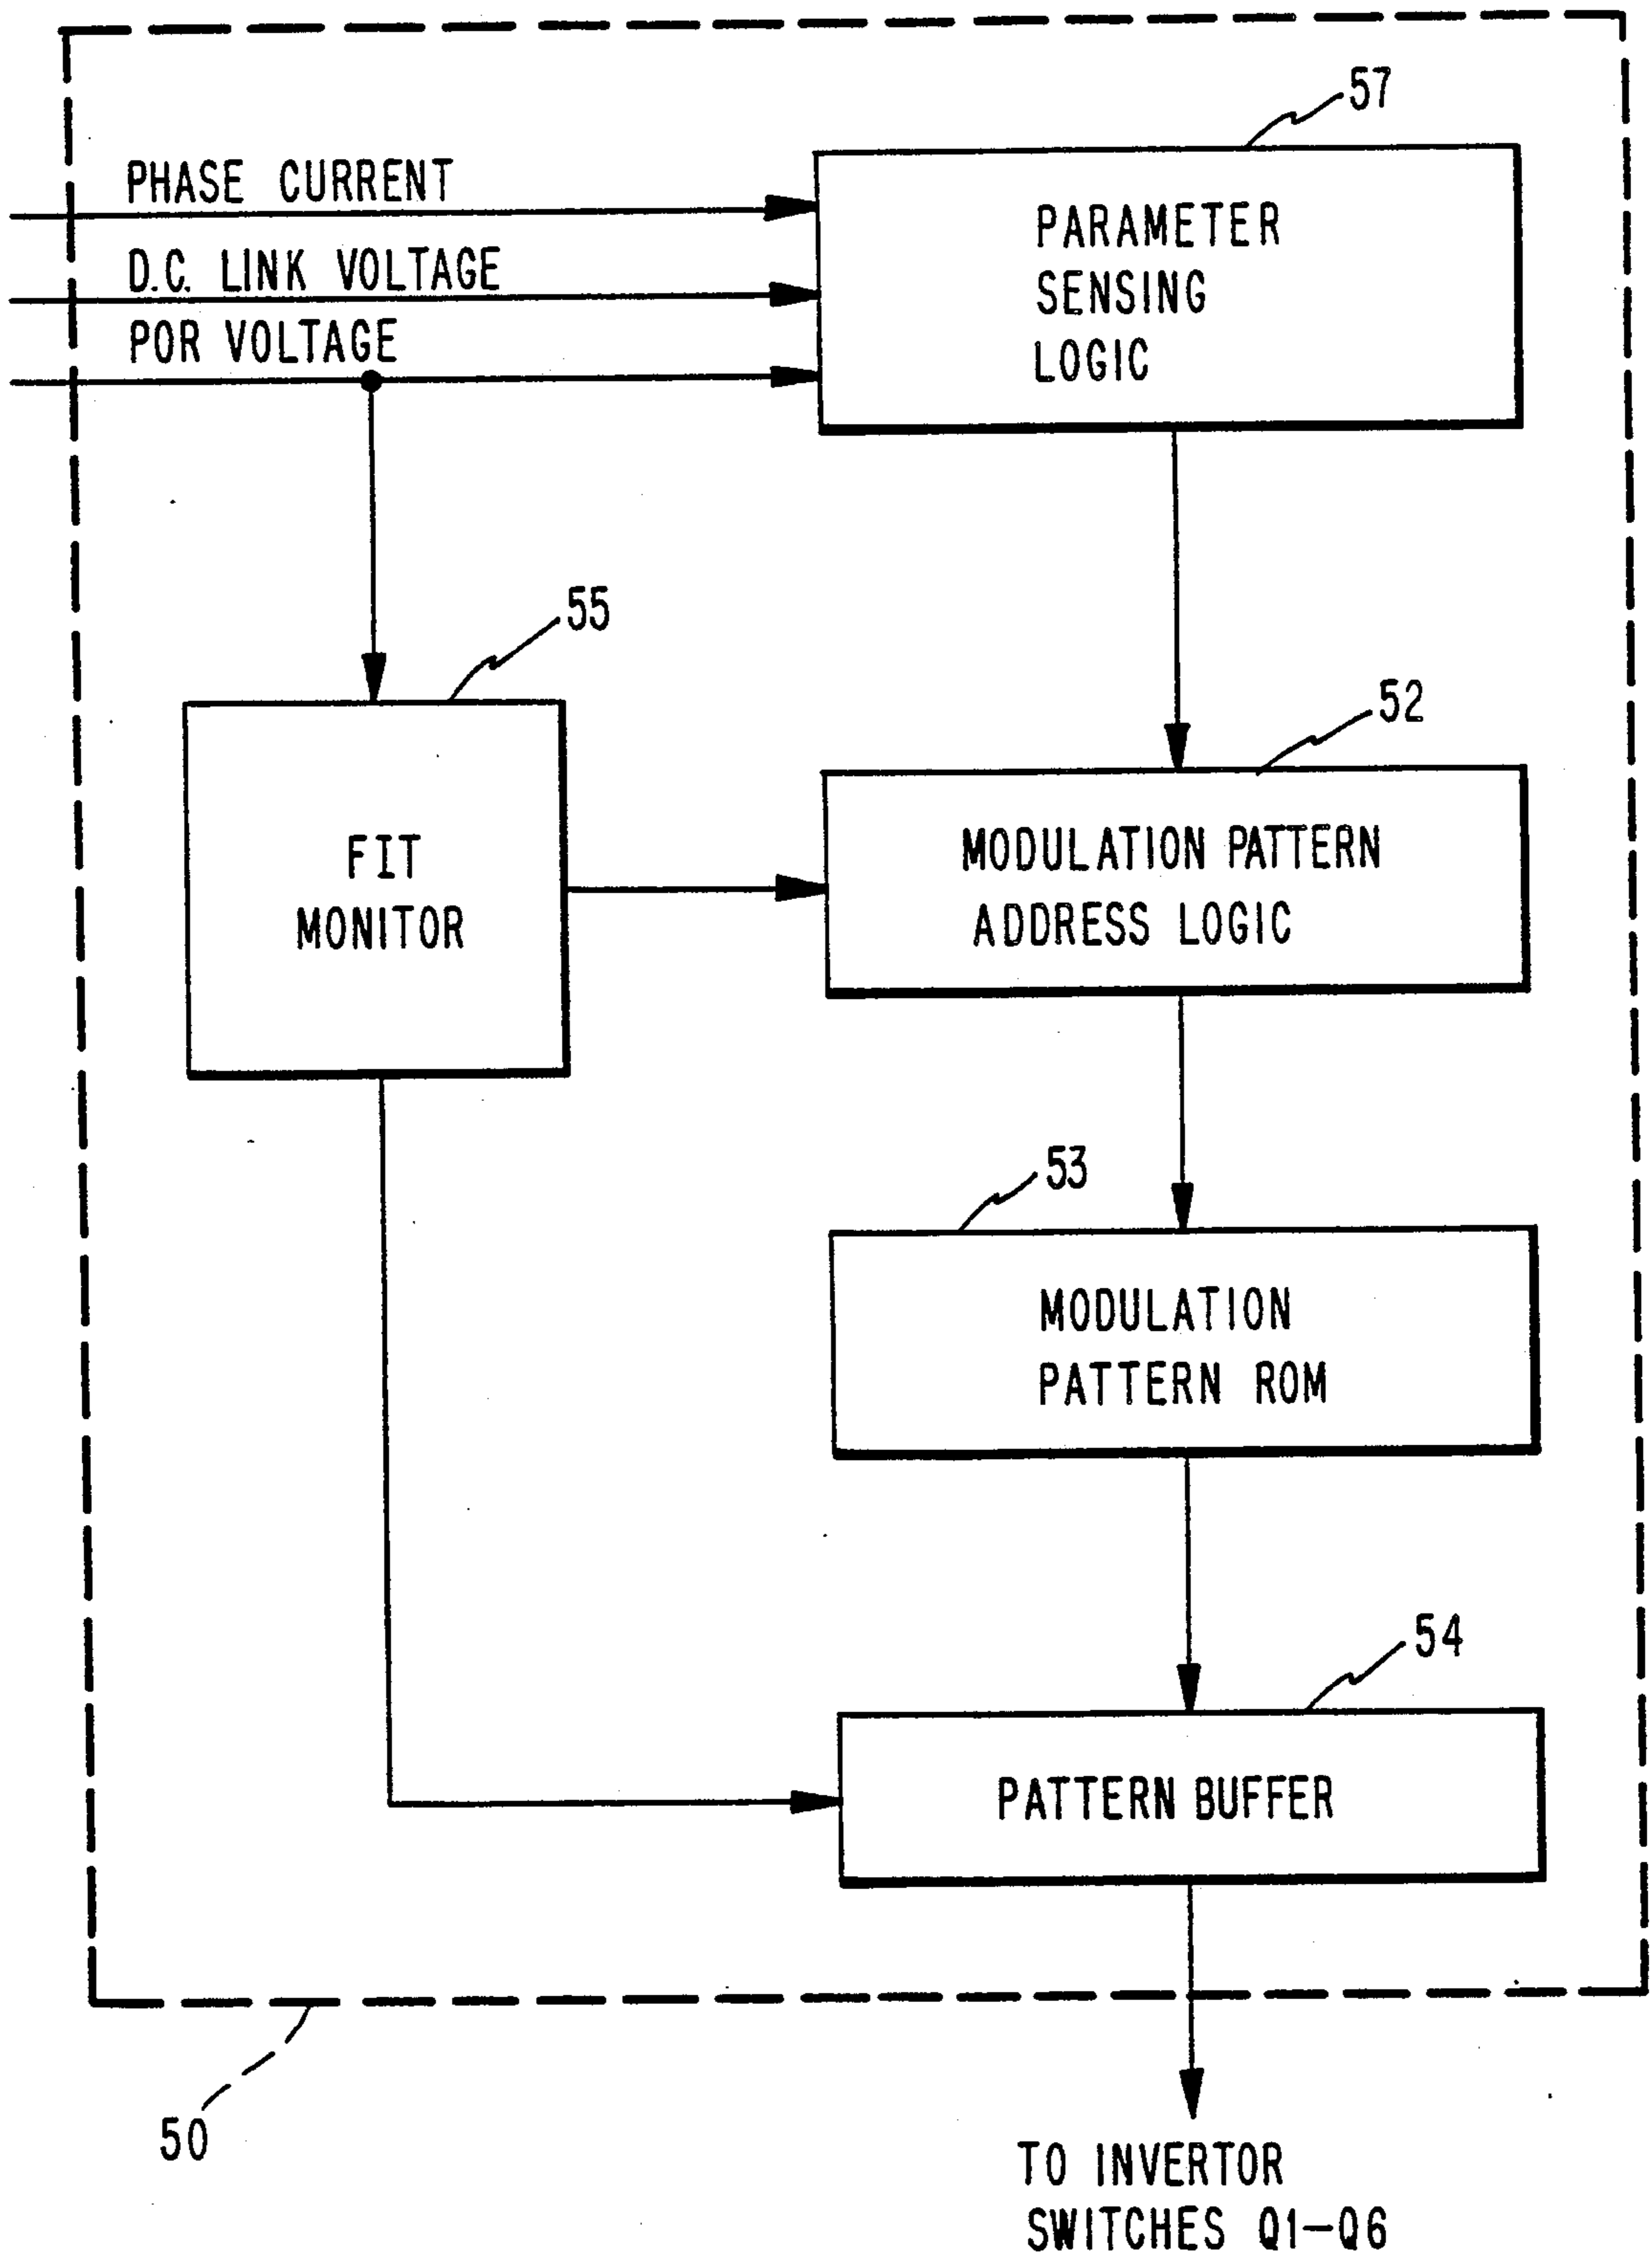 57
PHASE CURRENT
D.C. LINK VOLTAGE
POR VOLTAGE
PARAMETER
SENSING
LOGIC
55
52
FIT
MONITOR
MODULATION PATTERN
ADDRESS LOGIC
53
MODULATION
PATTERN ROM
54
PATTERN BUFFER
50
TO INVERTOR
SWITCHES Q1-Q6